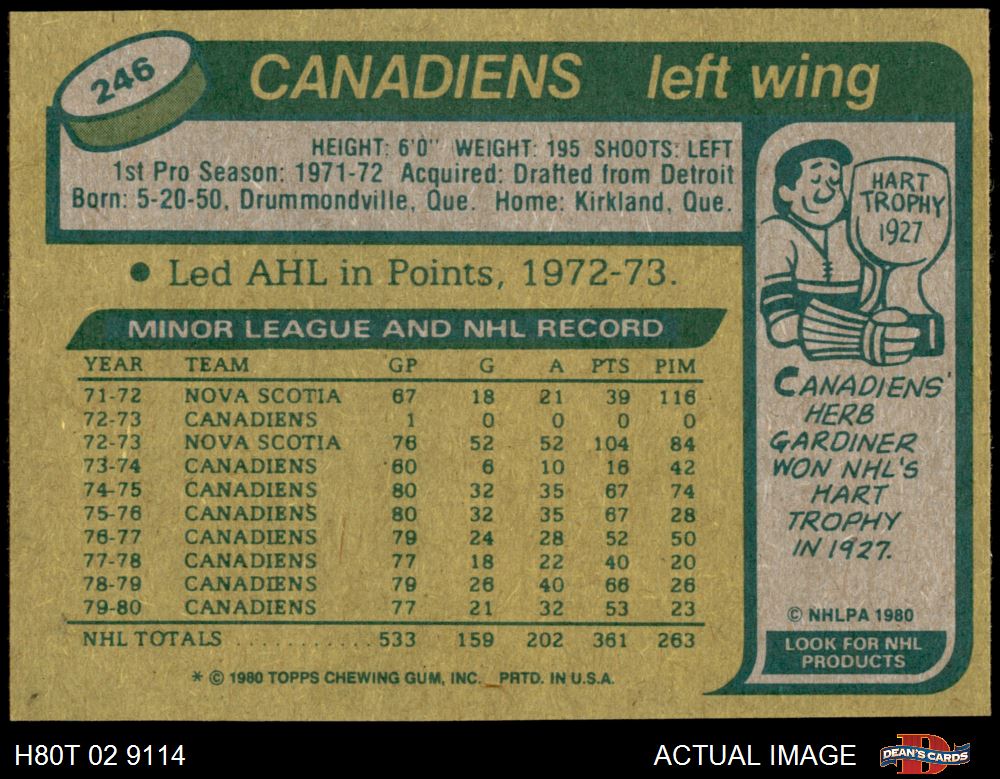 246
CANADIENS left wing
HEIGHT: 6'0" WEIGHT: 195 SHOOTS: LEFT
1st Pro Season: 1971-72 Acquired: Drafted from Detroit
Born: 5-20-50, Drummondville, Que. Home: Kirkland, Que.
• Led AHL in Points, 1972-73.
MINOR LEAGUE AND NHL RECORD
YEAR TEAM GP G A PTS PIM
71-72 NOVA SCOTIA 67 18 21 39 116
72-73 CANADIENS 1 0 0 0 0
72-73 NOVA SCOTIA 76 52 52 104 84
73-74 CANADIENS 60 6 10 16 42
74-75 CANADIENS 80 32 35 67 74
75-76 CANADIENS 80 32 35 67 28
76-77 CANADIENS 79 24 28 52 50
77-78 CANADIENS 77 18 22 40 20
78-79 CANADIENS 79 26 40 66 26
79-80 CANADIENS 77 21 32 53 23
NHL TOTALS .............. 533 159 202 361 263
* © 1980 TOPPS CHEWING GUM, INC. PRTD. IN U.S.A.
HART
TROPHY
1927
CANADIENS'
HERB
GARDINER
WON NHL'S
HART
TROPHY
IN 1927.
© NHLPA 1980
LOOK FOR NHL
PRODUCTS
H80T 02 9114
ACTUAL IMAGE
DEAN'S CARDS